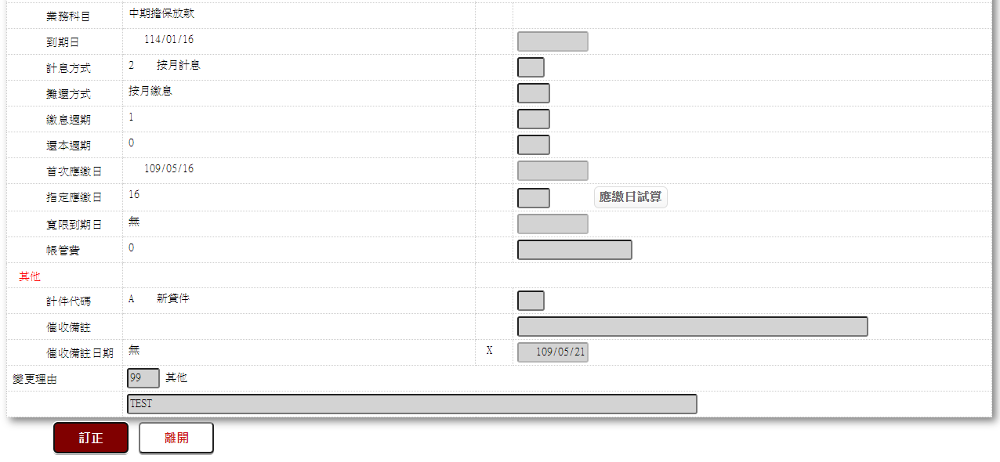 業務科目 中期擔保放款
到期日 114/01/16
計息方式 2 按月計息
攤還方式 按月繳息
繳息週期 1
還本週期 0
首次應繳日 109/05/16
指定應繳日 16 應繳日試算
寬限到期日 無
帳管費 0
其他
計件代碼 A 新貸件
催收備註
催收備註日期 無 X 109/05/21
變更理由 99 其他
TEST
訂正 離開